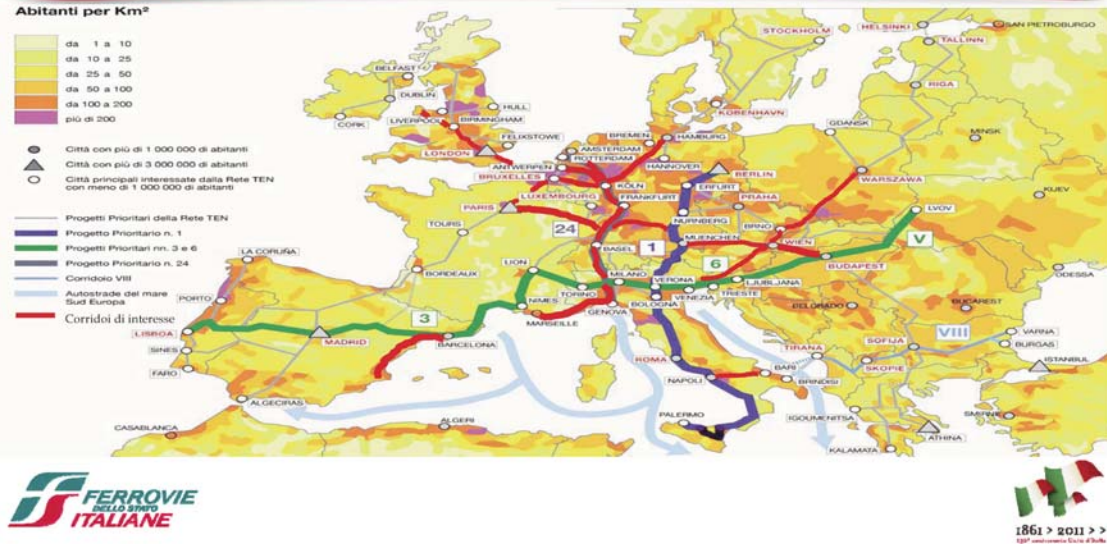 Abitanti per Km²
da 1 a 10
da 10 a 25
da 25 a 50
da 50 a 100
da 100 a 200
più di 200
Città con più di 1 000 000 di abitanti
Città con più di 3 000 000 di abitanti
Città principali interessate dalla Rete TEN
con meno di 1 000 000 di abitanti
Progetti Prioritari della Rete TEN
Progetto Prioritario n. 1
Progetti Prioritari nn. 3 e 6
Progetto Prioritario n. 24
Corridoio VIII
Autostrade del mare
Sud Europa
Corridoi di interesse
HELSINKI
SAN PIETROBURGO
STOCKHOLM
TALLINN
BELFAST
RIGA
DUBLIN
HULL
KOBENHAVN
LIVERPOOL
BIRMINGHAM
CORK
FELIXSTOWE
BREMEN
HAMBURG
GDANSK
MINSK
AMSTERDAM
ROTTERDAM
HANNOVER
LONDON
ANTWERPEN
BRUXELLES
BERLIN
WARSZAWA
KÖLN
ERFURT
LUXEMBOURG
FRANKFURT
PRAHA
KIJEV
PARIS
LVOV
NURNBERG
TOURS
24
BRNO
1
MUENCHEN
WIEN
V
BASEL
6
BUDAPEST
LA CORUÑA
LION
BORDEAUX
MILANO
VERONA
LJUBLJANA
ODESSA
TORINO
VENEZIA
TRIESTE
PORTO
NIMES
BOLOGNA
BELGRADO
BUCAREST
GENOVA
MARSEILLE
3
VIII
VARNA
LISBOA
MADRID
BARCELONA
SOFIJA
BURGAS
SINES
ROMA
TIRANA
SKOPIE
ISTANBUL
FARO
BARI
NAPOLI
BRINDISI
ALGECIRAS
IGOUMENITSA
SMIRNE
CASABLANCA
ALGERI
PALERMO
ATHINA
KALAMATA
FERROVIE
DELLO STATO
ITALIANE
1861 > 2011 > >
150° anniversario Unità d'Italia